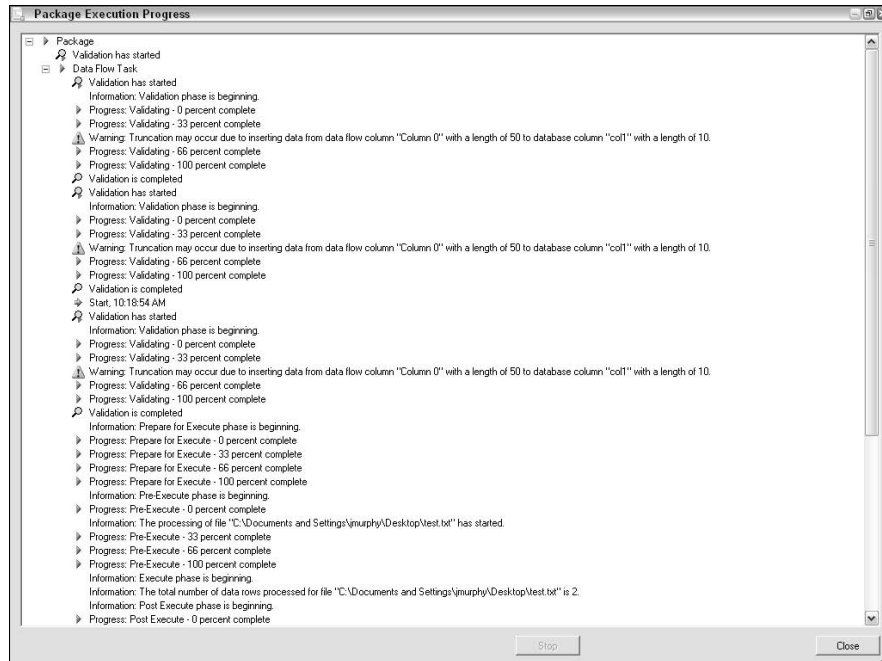 Package Execution Progress
Package
Validation has started
Data Flow Task
Validation has started
Information: Validation phase is beginning.
Progress: Validating - 0 percent complete
Progress: Validating - 33 percent complete
Warning: Truncation may occur due to inserting data from data flow column "Column 0" with a length of 50 to database column "col1" with a length of 10.
Progress: Validating - 66 percent complete
Progress: Validating - 100 percent complete
Validation is completed
Validation has started
Information: Validation phase is beginning.
Progress: Validating - 0 percent complete
Progress: Validating - 33 percent complete
Warning: Truncation may occur due to inserting data from data flow column "Column 0" with a length of 50 to database column "col1" with a length of 10.
Progress: Validating - 66 percent complete
Progress: Validating - 100 percent complete
Validation is completed
Start, 10:18:54 AM
Validation has started
Information: Validation phase is beginning.
Progress: Validating - 0 percent complete
Progress: Validating - 33 percent complete
Warning: Truncation may occur due to inserting data from data flow column "Column 0" with a length of 50 to database column "col1" with a length of 10.
Progress: Validating - 66 percent complete
Progress: Validating - 100 percent complete
Validation is completed
Information: Prepare for Execute phase is beginning.
Progress: Prepare for Execute - 0 percent complete
Progress: Prepare for Execute - 33 percent complete
Progress: Prepare for Execute - 66 percent complete
Progress: Prepare for Execute - 100 percent complete
Information: Pre-Execute phase is beginning.
Progress: Pre-Execute - 0 percent complete
Information: The processing of file "C:\Documents and Settings\jmurphy\Desktop\test.txt" has started.
Progress: Pre-Execute - 33 percent complete
Progress: Pre-Execute - 66 percent complete
Progress: Pre-Execute - 100 percent complete
Information: Execute phase is beginning.
Information: The total number of data rows processed for file "C:\Documents and Settings\jmurphy\Desktop\test.txt" is 2.
Information: Post Execute phase is beginning.
Progress: Post Execute - 0 percent complete
Stop
Close